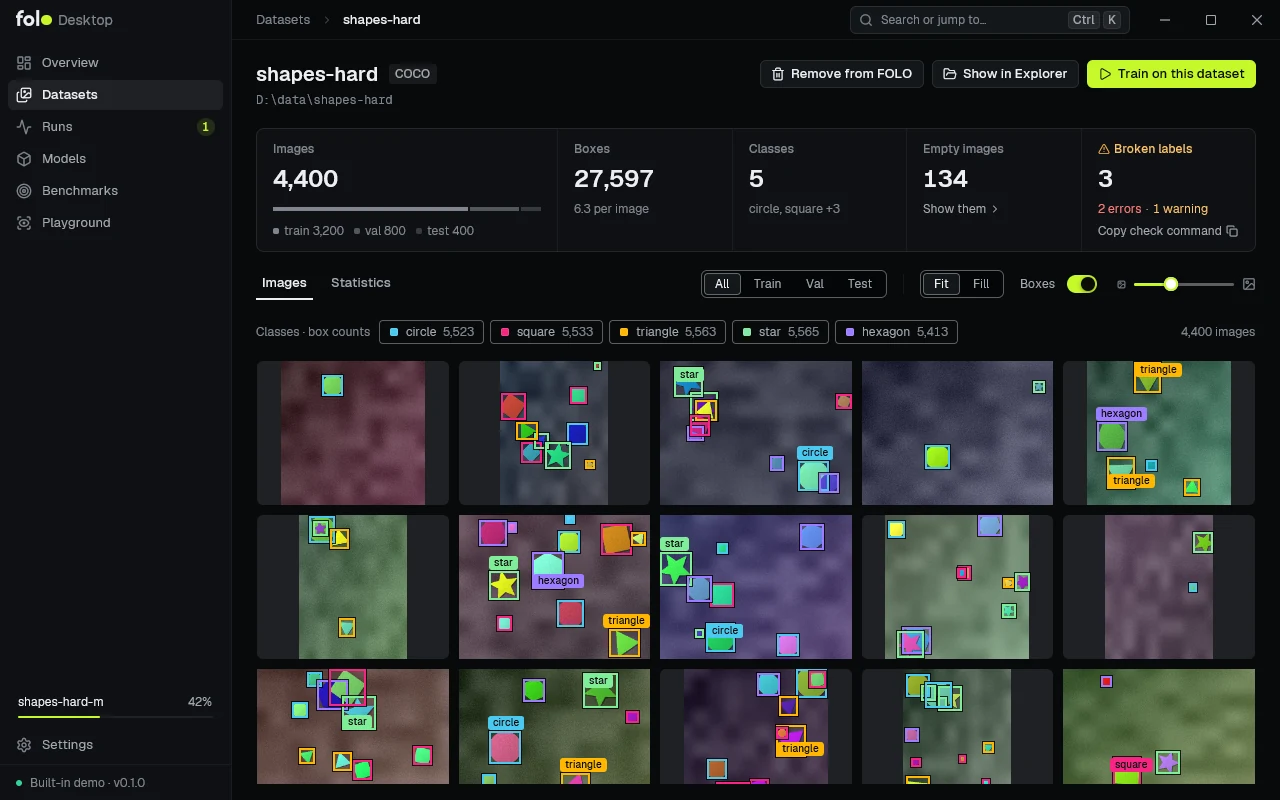 folo Desktop
Datasets > shapes-hard
Search or jump to... Ctrl K
Overview
Datasets
Runs 1
Models
Benchmarks
Playground
shapes-hard-m 42%
Settings
Built-in demo · v0.1.0
shapes-hard COCO
D:\data\shapes-hard
Remove from FOLO
Show in Explorer
Train on this dataset
Images
4,400
train 3,200 val 800 test 400
Boxes
27,597
6.3 per image
Classes
5
circle, square +3
Empty images
134
Show them >
Broken labels
3
2 errors · 1 warning
Copy check command
Images Statistics
All Train Val Test
Fit Fill
Boxes
Classes · box counts circle 5,523 square 5,533 triangle 5,563 star 5,565 hexagon 5,413 4,400 images
star
circle
triangle
hexagon
triangle
star
hexagon
triangle
star
circle
star
circle
star
triangle
triangle
square